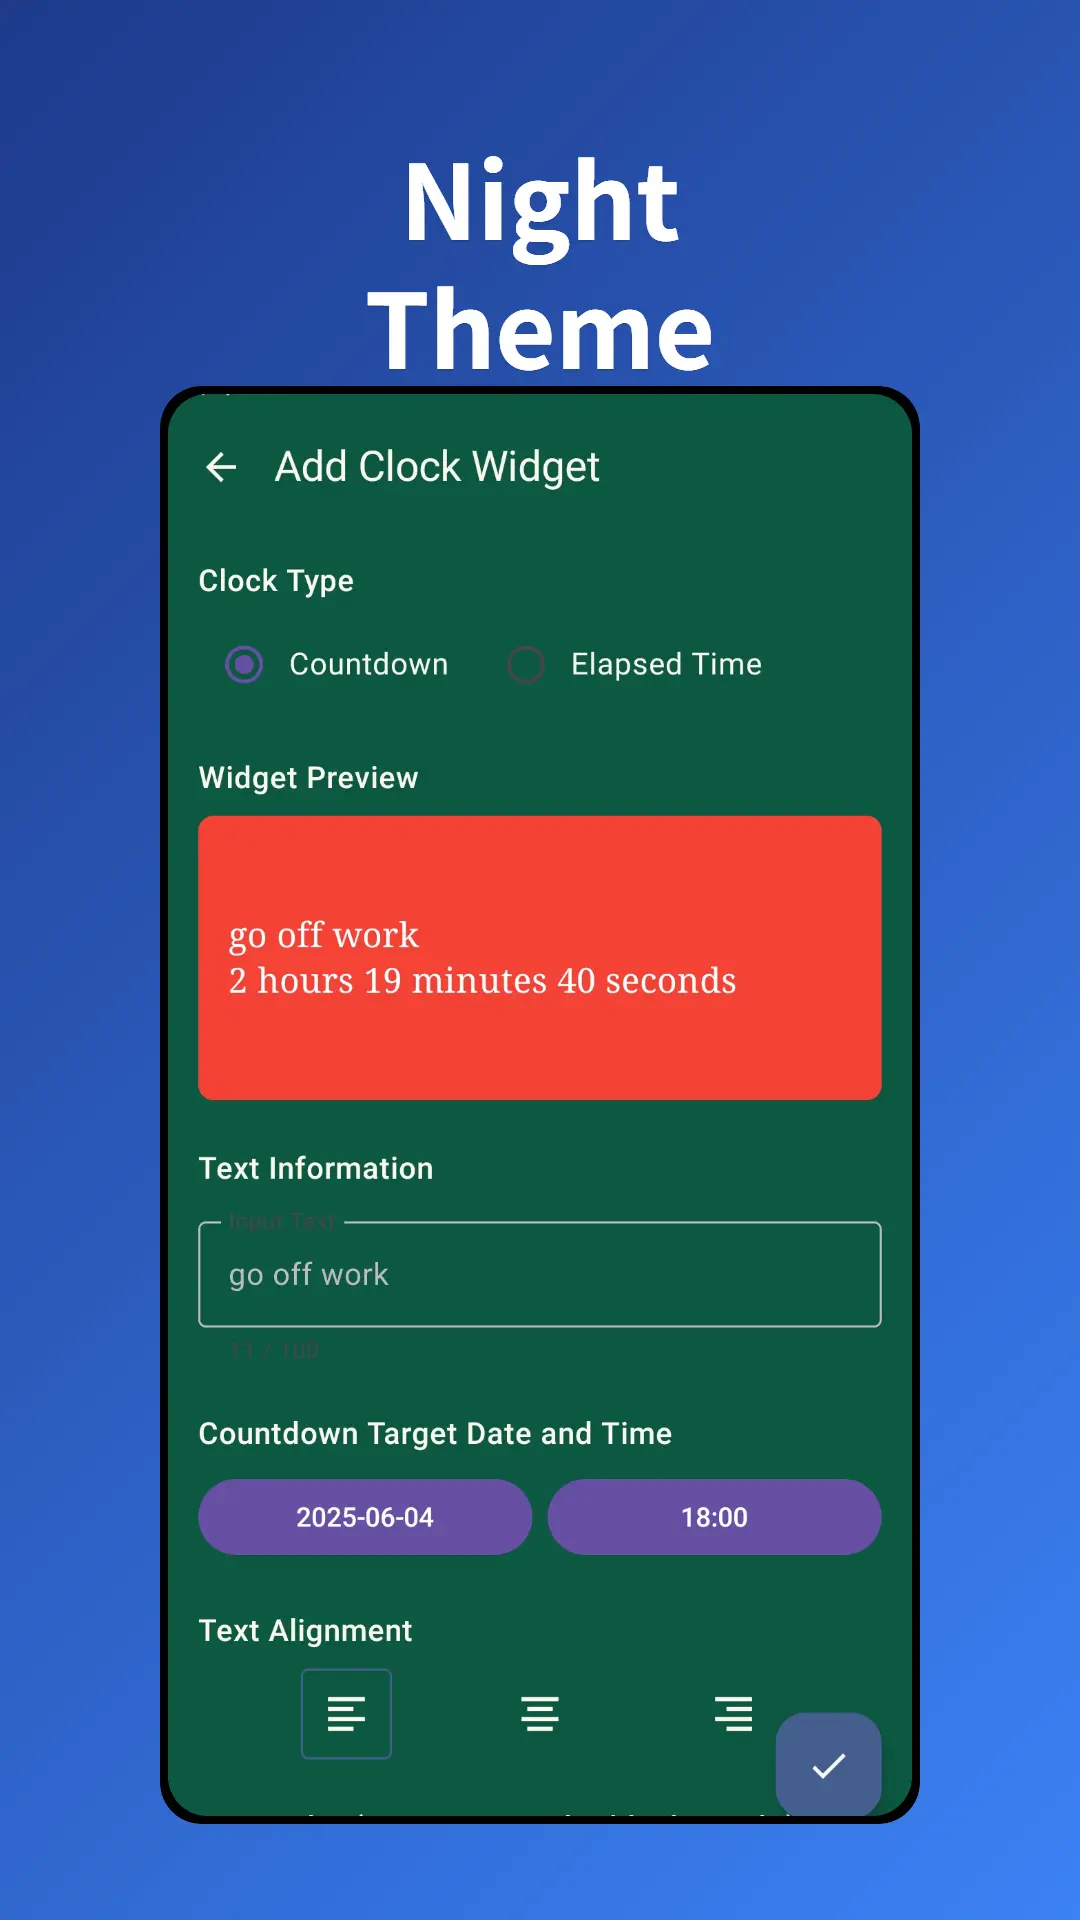 Night
Theme
Add Clock Widget
Clock Type
Countdown
Elapsed Time
Widget Preview
go off work
2 hours 19 minutes 40 seconds
Text Information
Input Text
go off work
11 / 100
Countdown Target Date and Time
2025-06-04
18:00
Text Alignment